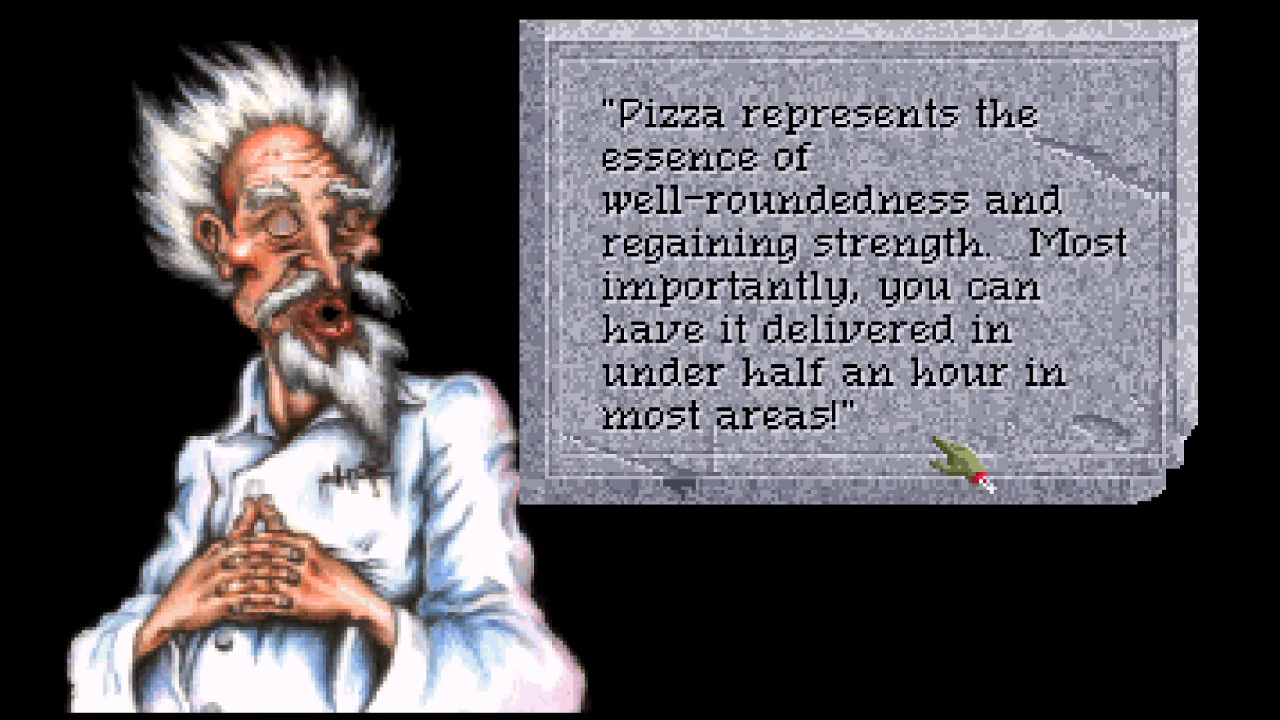 "Pizza represents the
essence of
well-roundedness and
regaining strength.  Most
importantly, you can
have it delivered in
under half an hour in
most areas!"